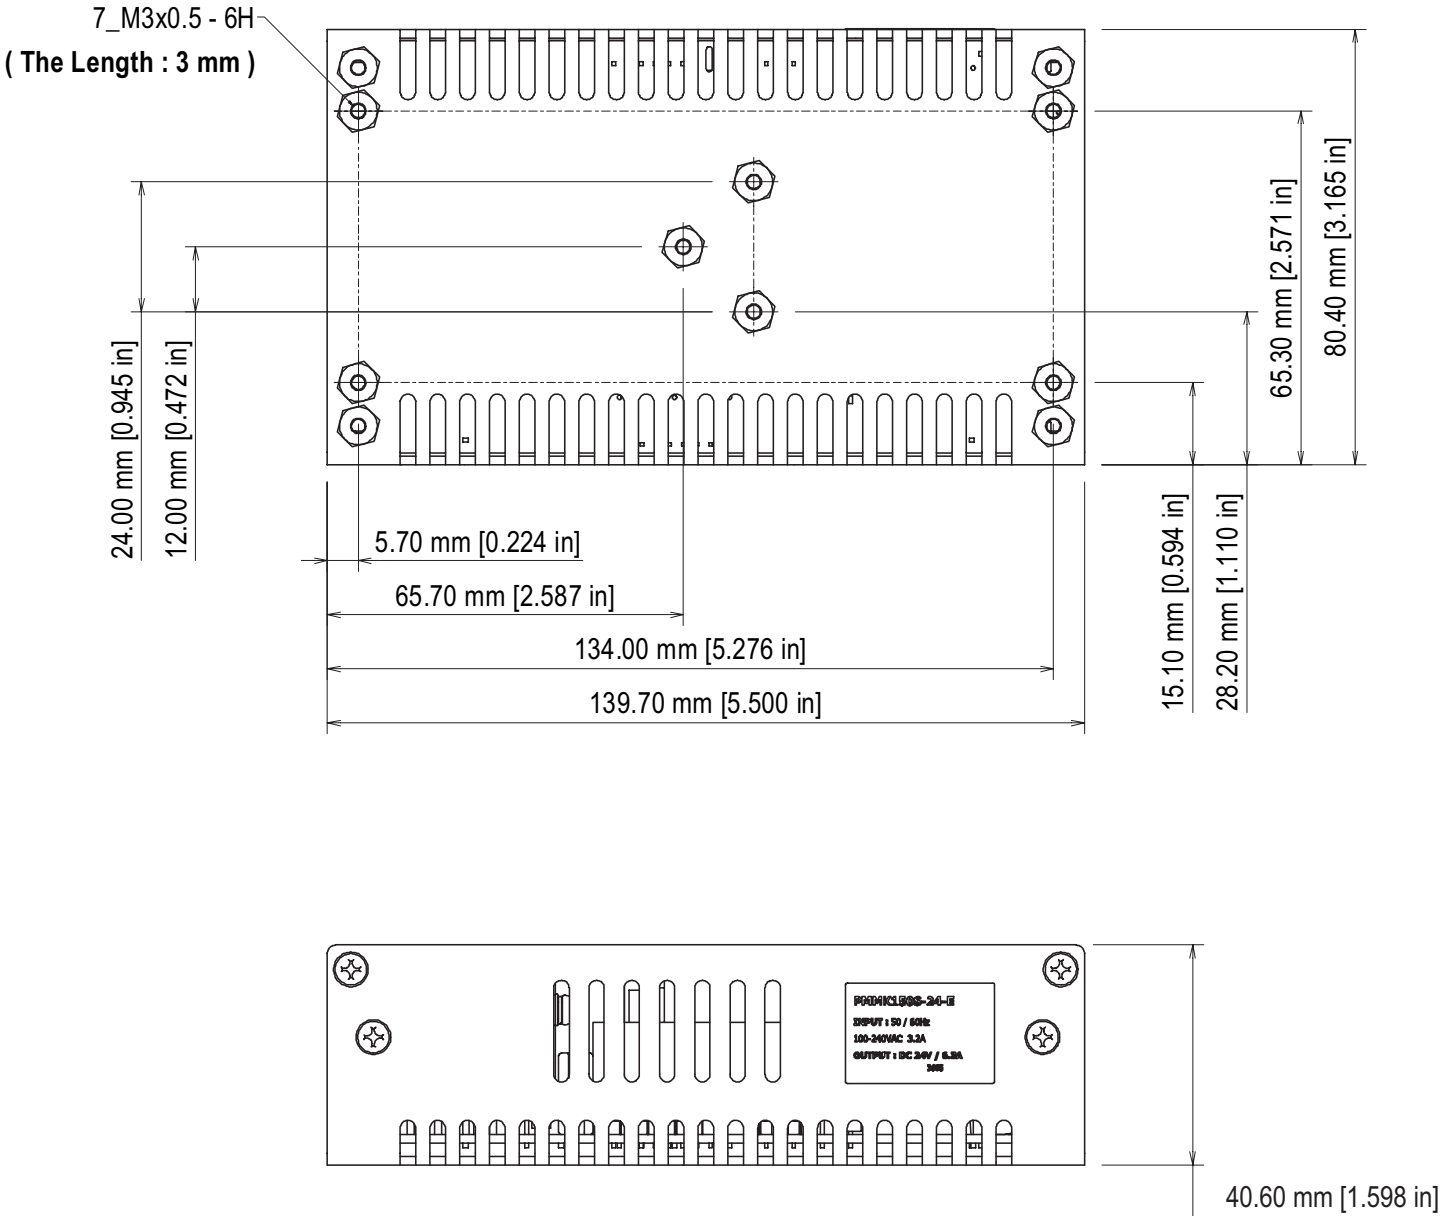 7_M3x0.5 - 6H
( The Length : 3 mm )
24.00 mm [0.945 in]
12.00 mm [0.472 in]
65.30 mm [2.571 in]
80.40 mm [3.165 in]
15.10 mm [0.594 in]
28.20 mm [1.110 in]
5.70 mm [0.224 in]
65.70 mm [2.587 in]
134.00 mm [5.276 in]
139.70 mm [5.500 in]
INPUT : 50 / 60Hz
100-240VAC 3.2A
OUTPUT : DC 24V / 6.2A
40.60 mm [1.598 in]